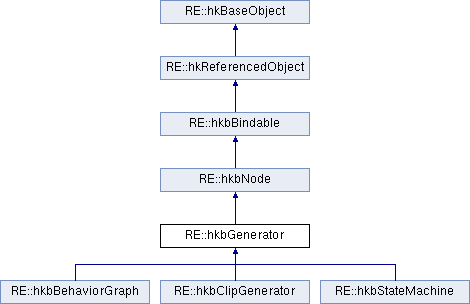 RE::hkBaseObject
RE::hkReferencedObject
RE::hkbBindable
RE::hkbNode
RE::hkbGenerator
RE::hkbBehaviorGraph RE::hkbClipGenerator RE::hkbStateMachine